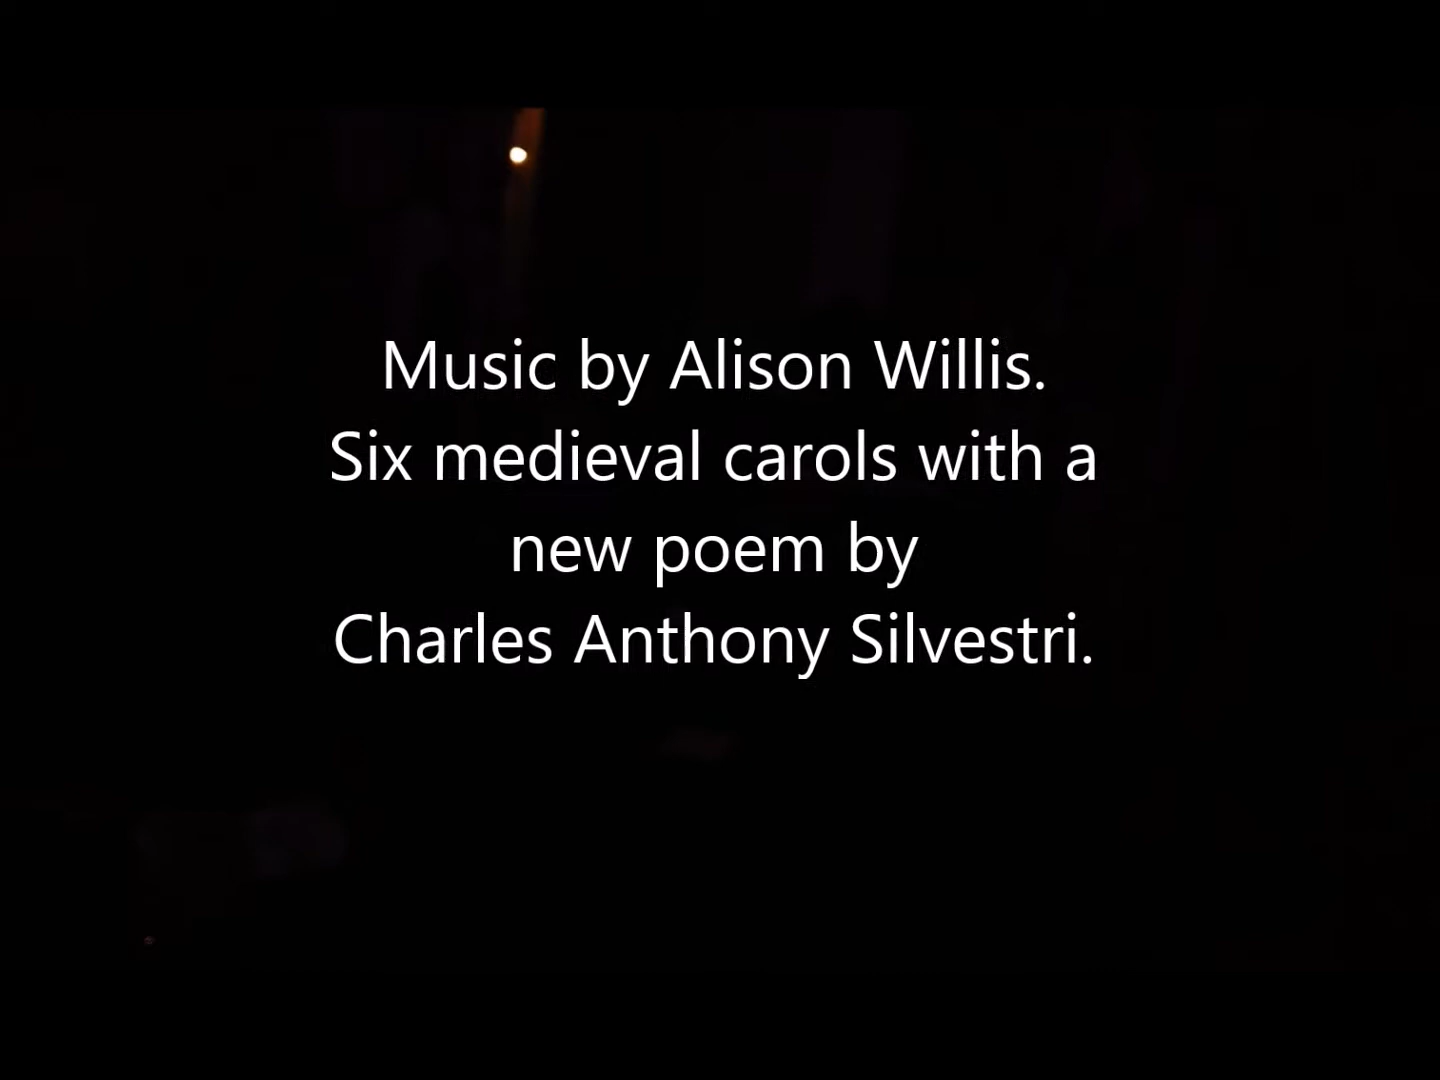 Music by Alison Willis.
Six medieval carols with a
new poem by
Charles Anthony Silvestri.